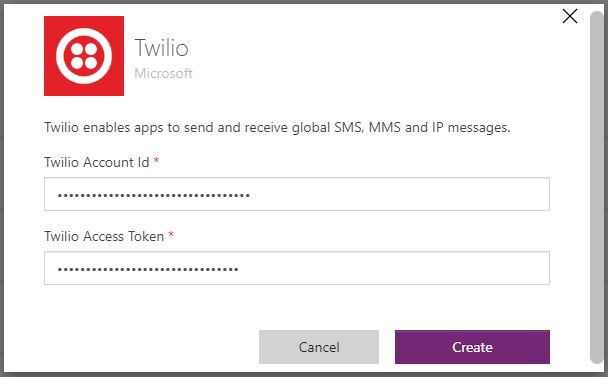 Twilio
Microsoft
Twilio enables apps to send and receive global SMS, MMS and IP messages.
Twilio Account Id *
••••••••••••••••••••••••••••••••••
Twilio Access Token *
••••••••••••••••••••••••••••••••
Cancel Create